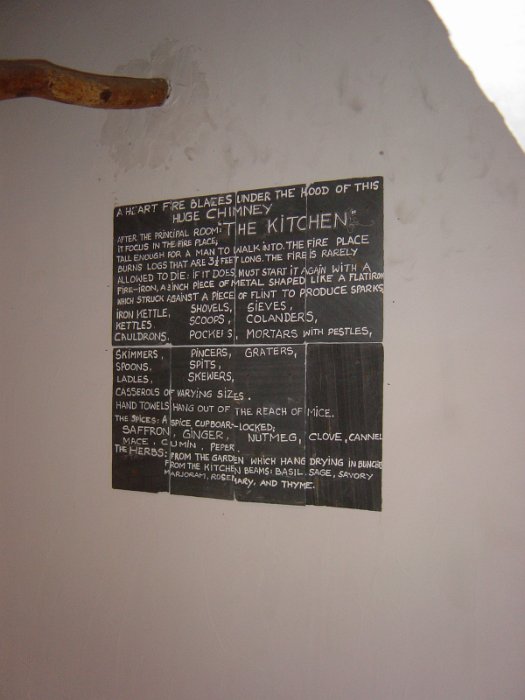 A HEART FIRE BLAZES UNDER THE HOOD OF THIS
HUGE CHIMNEY
AFTER THE PRINCIPAL ROOM: "THE KITCHEN"
IT FOCUS IN THE FIRE PLACE;
TALL ENOUGH FOR A MAN TO WALK INTO. THE FIRE PLACE
BURNS LOGS THAT ARE 3½ FEET LONG. THE FIRE IS RARELY
ALLOWED TO DIE; IF IT DOES, MUST START IT AGAIN WITH A
FIRE-IRON, A 2 INCH PIECE OF METAL SHAPED LIKE A FLATIRON
WHICH STRUCK AGAINST A PIECE OF FLINT TO PRODUCE SPARKS,
IRON KETTLE, SHOVELS, SIEVES,
KETTLES SCOOPS, COLANDERS,
CAULDRONS, POCKETS, MORTARS WITH PESTLES,
SKIMMERS, PINCERS, GRATERS,
SPOONS. SPITS,
LADLES, SKEWERS,
CASSEROLS OF VARYING SIZES.
HAND TOWELS HANG OUT OF THE REACH OF MICE.
THE SPICES: A SPICE CUPBOAR-LOCKED;
SAFFRON, GINGER, NUTMEG, CLOVE, CANNEL
MACE, CUMIN, PEPER.
THE HERBS: FROM THE GARDEN WHICH HANG DRYING IN BUNCHES
FROM THE KITCHEN BEAMS: BASIL. SAGE, SAVORY
MARJORAM, ROSEMARY, AND THYME.